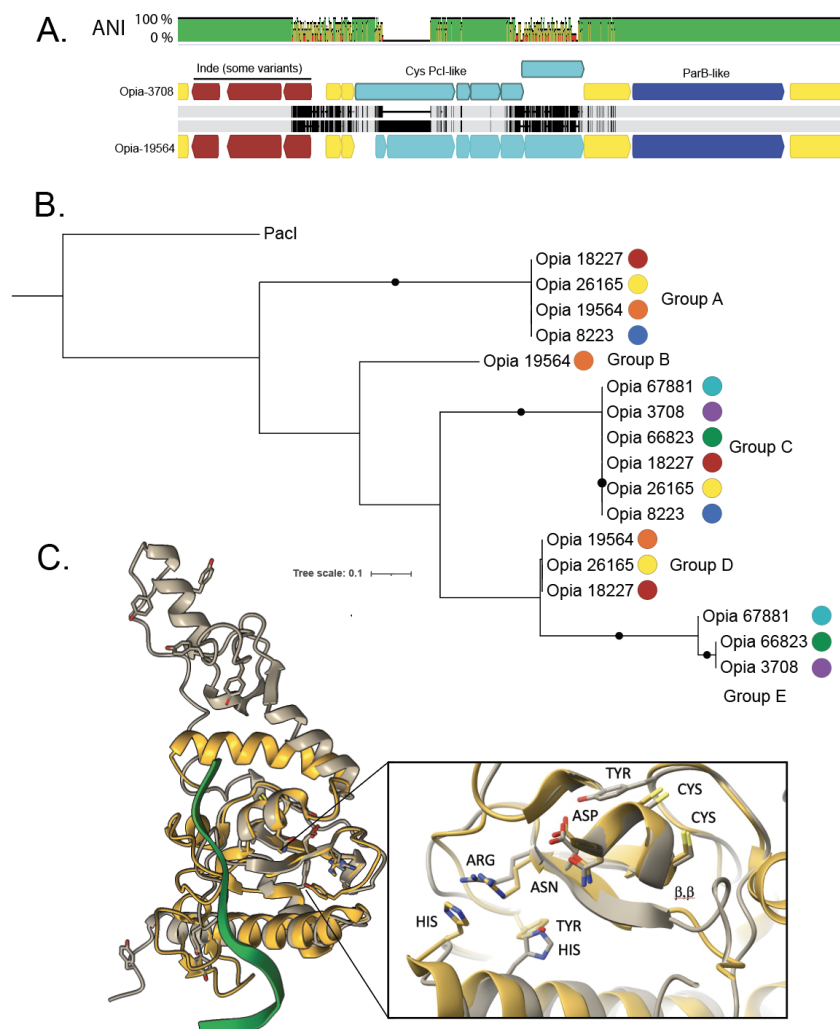 A.
ANI
100 %
0 %
Inde (some variants)
Cys PcI-like
ParB-like
Opia-3708
Opia-19564
B.
PacI
Opia 18227
Opia 26165
Opia 19564
Opia 8223
Group A
Opia 19564
Group B
Opia 67881
Opia 3708
Opia 66823
Opia 18227
Opia 26165
Opia 8223
Group C
Opia 19564
Opia 26165
Opia 18227
Group D
Opia 67881
Opia 66823
Opia 3708
Group E
Tree scale: 0.1
C.
TYR
CYS
ASP
CYS
ARG
ASN
β,β
HIS
TYR
HIS